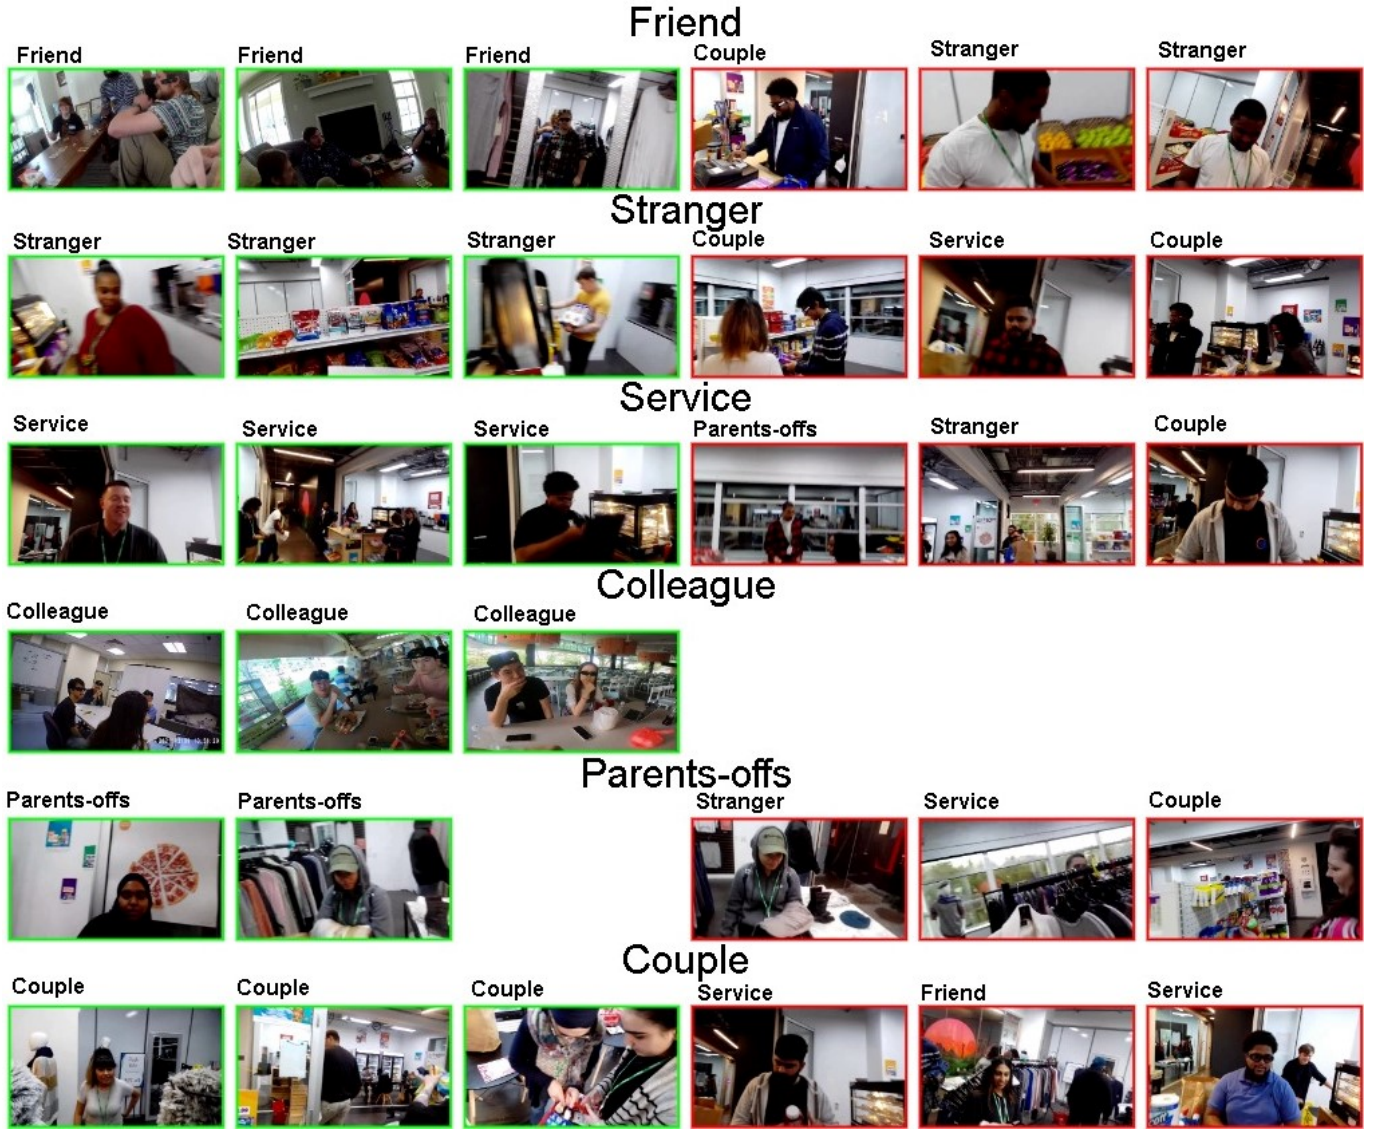 Friend
Friend Friend Friend Couple Stranger Stranger
Stranger
Stranger Stranger Stranger Couple Service Couple
Service
Service Service Service Parents-offs Stranger Couple
Colleague
Colleague Colleague Colleague
Parents-offs
Parents-offs Parents-offs Stranger Service Couple
Couple
Couple Couple Couple Service Friend Service